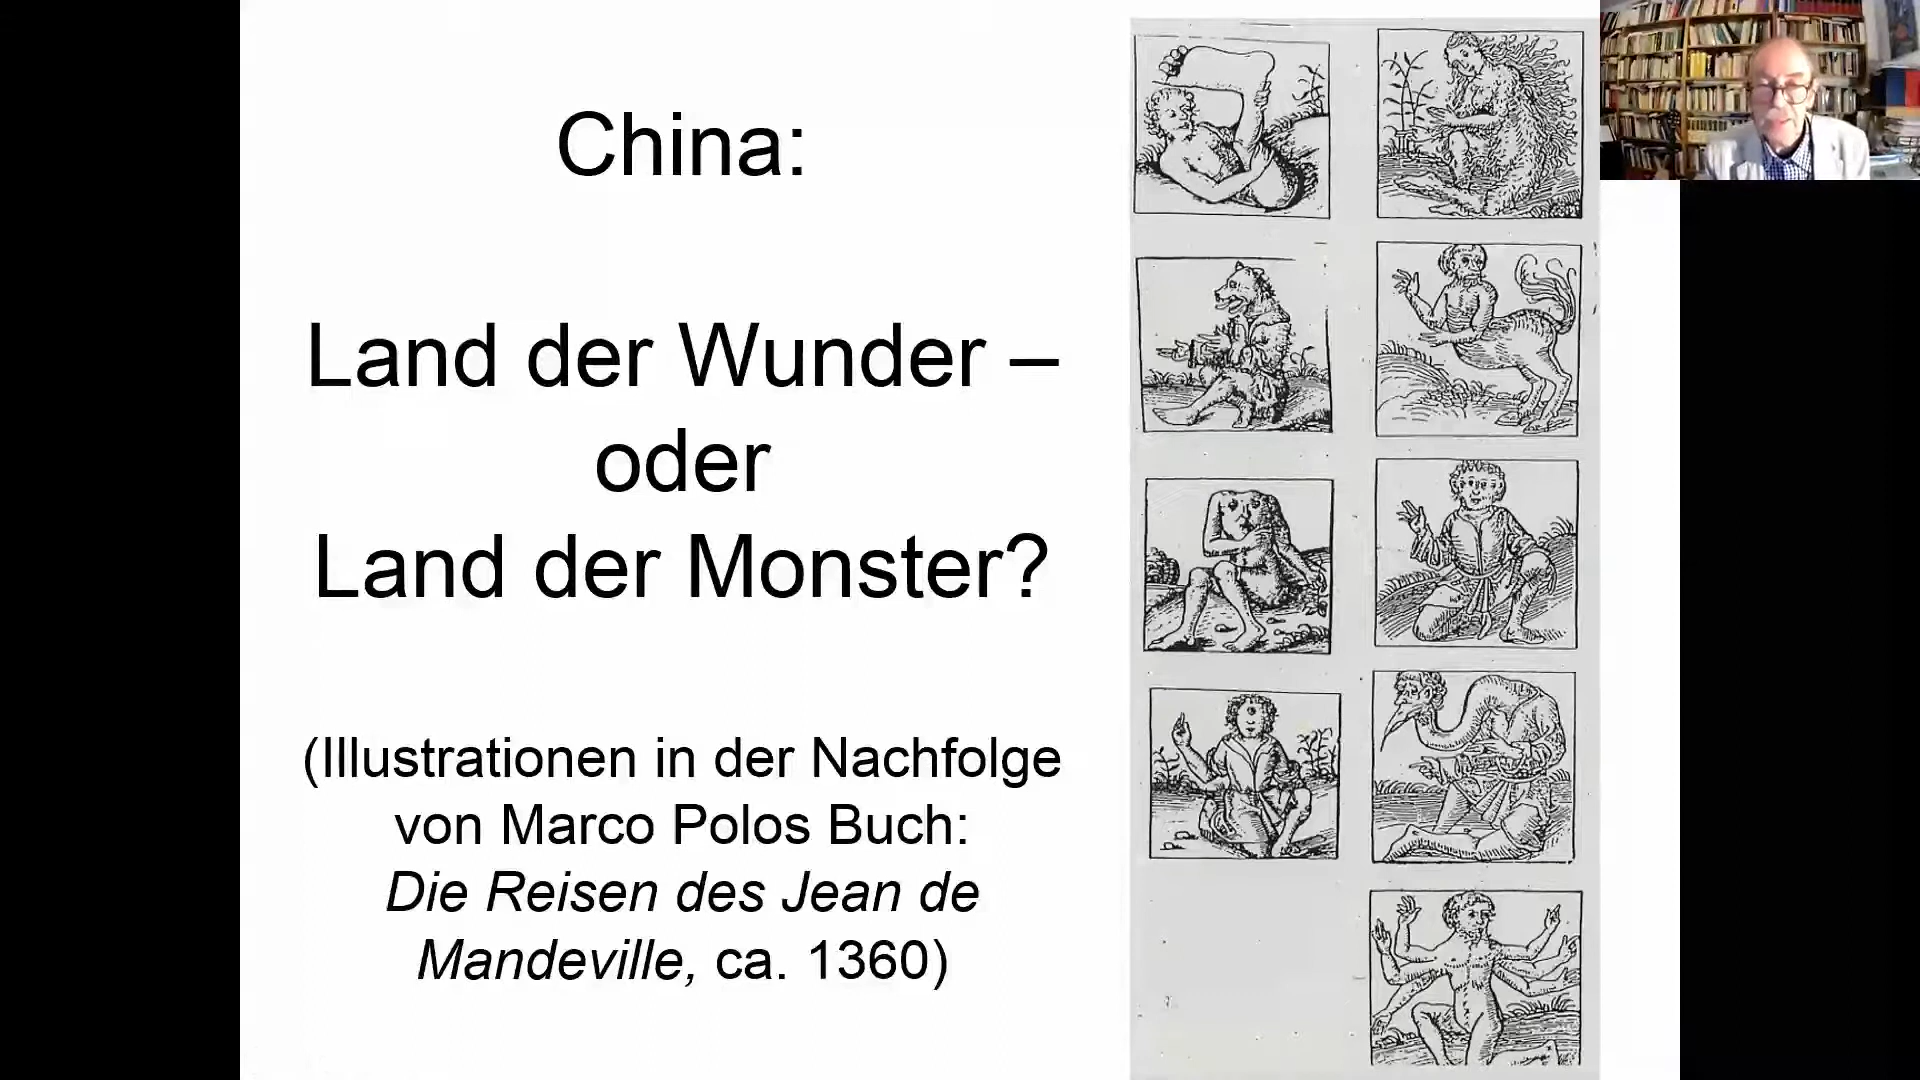 China:
Land der Wunder –
oder
Land der Monster?
(Illustrationen in der Nachfolge
von Marco Polos Buch:
Die Reisen des Jean de
Mandeville, ca. 1360)